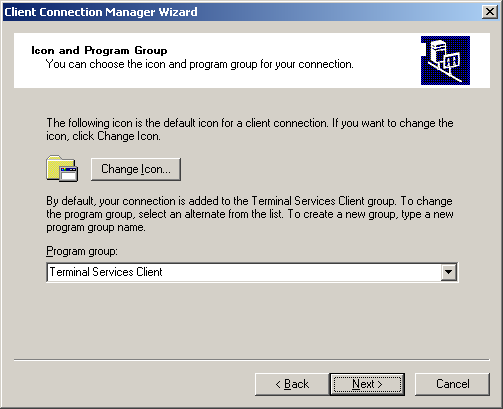 Client Connection Manager Wizard
Icon and Program Group
You can choose the icon and program group for your connection.
The following icon is the default icon for a client connection. If you want to change the
icon, click Change Icon.
Change Icon...
By default, your connection is added to the Terminal Services Client group. To change
the program group, select an alternate from the list. To create a new group, type a new
program group name.
Program group:
Terminal Services Client
< Back
Next >
Cancel